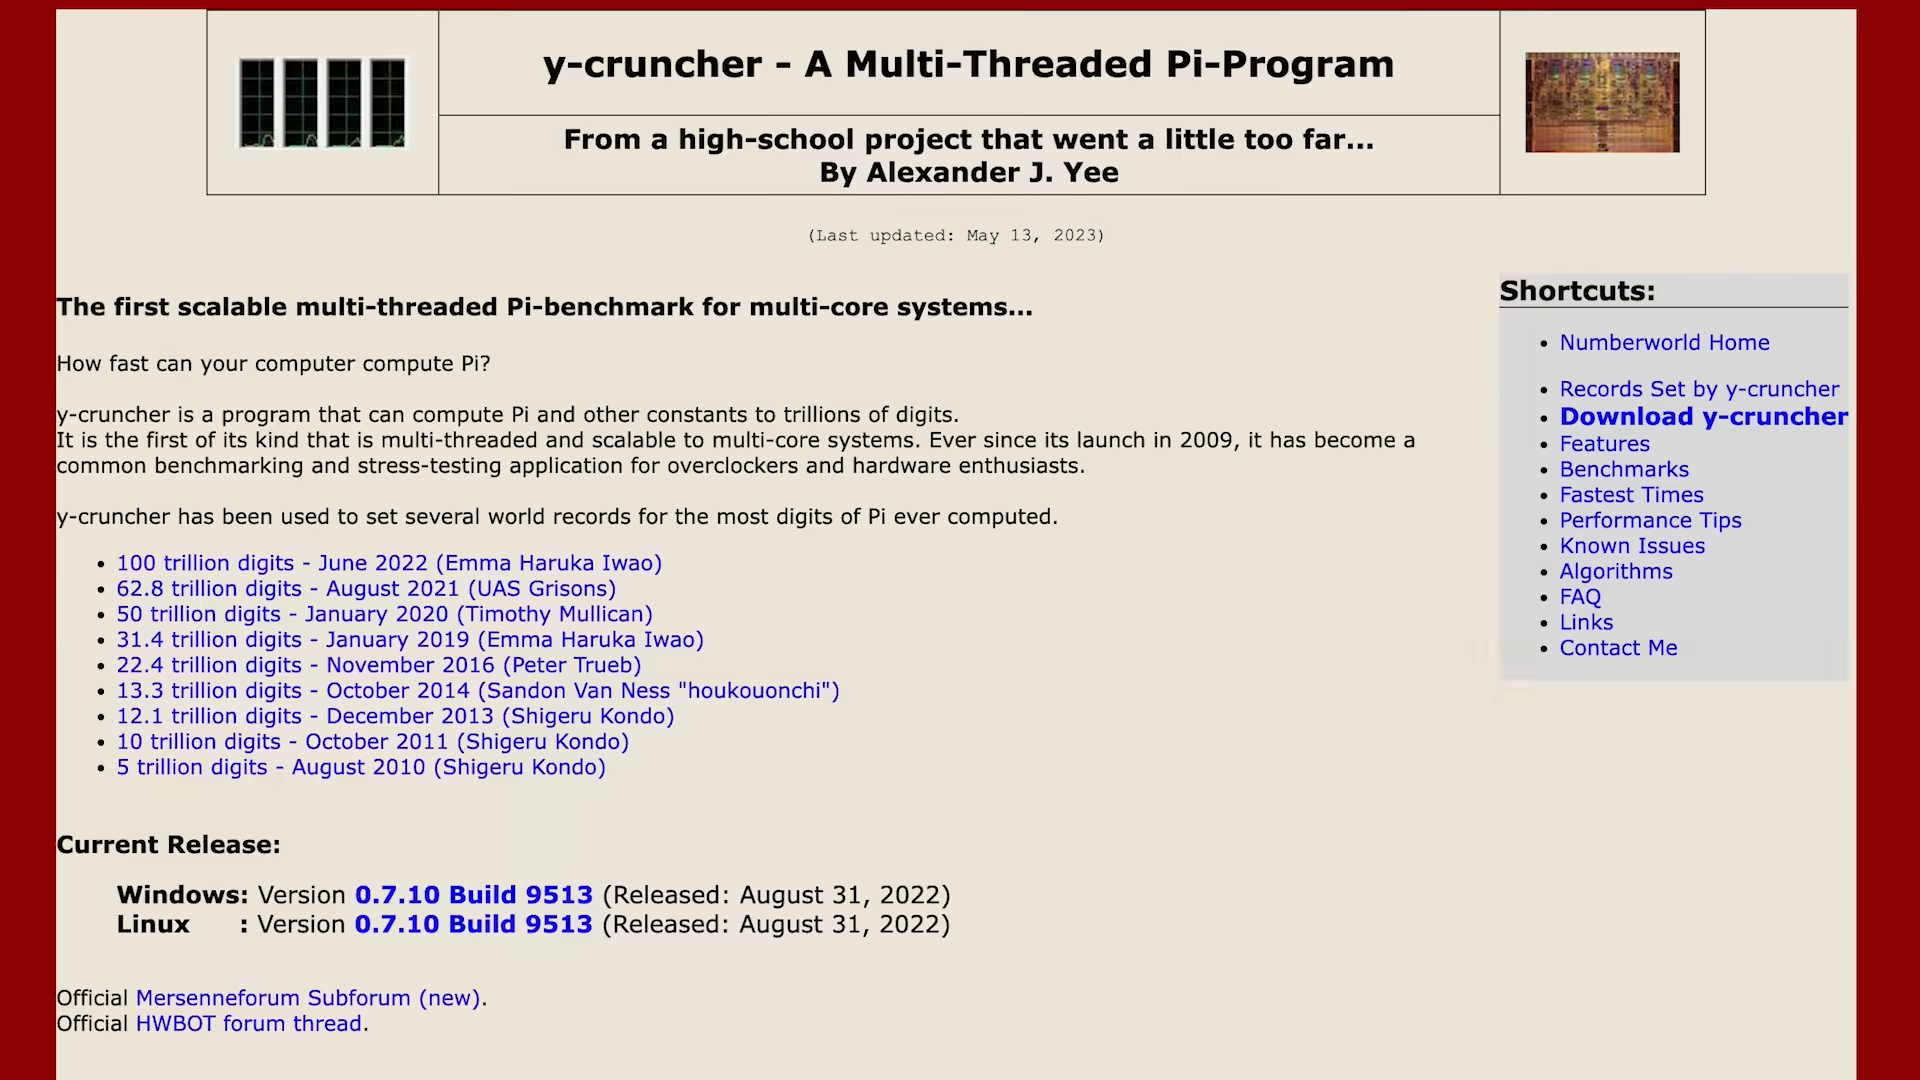 y-cruncher - A Multi-Threaded Pi-Program
From a high-school project that went a little too far...
By Alexander J. Yee
(Last updated: May 13, 2023)
The first scalable multi-threaded Pi-benchmark for multi-core systems...
How fast can your computer compute Pi?
y-cruncher is a program that can compute Pi and other constants to trillions of digits.
It is the first of its kind that is multi-threaded and scalable to multi-core systems. Ever since its launch in 2009, it has become a
common benchmarking and stress-testing application for overclockers and hardware enthusiasts.
y-cruncher has been used to set several world records for the most digits of Pi ever computed.
• 100 trillion digits - June 2022 (Emma Haruka Iwao)
• 62.8 trillion digits - August 2021 (UAS Grisons)
• 50 trillion digits - January 2020 (Timothy Mullican)
• 31.4 trillion digits - January 2019 (Emma Haruka Iwao)
• 22.4 trillion digits - November 2016 (Peter Trueb)
• 13.3 trillion digits - October 2014 (Sandon Van Ness "houkouonchi")
• 12.1 trillion digits - December 2013 (Shigeru Kondo)
• 10 trillion digits - October 2011 (Shigeru Kondo)
• 5 trillion digits - August 2010 (Shigeru Kondo)
Current Release:
Windows: Version 0.7.10 Build 9513 (Released: August 31, 2022)
Linux : Version 0.7.10 Build 9513 (Released: August 31, 2022)
Official Mersenneforum Subforum (new).
Official HWBOT forum thread.
Shortcuts:
• Numberworld Home
• Records Set by y-cruncher
• Download y-cruncher
• Features
• Benchmarks
• Fastest Times
• Performance Tips
• Known Issues
• Algorithms
• FAQ
• Links
• Contact Me